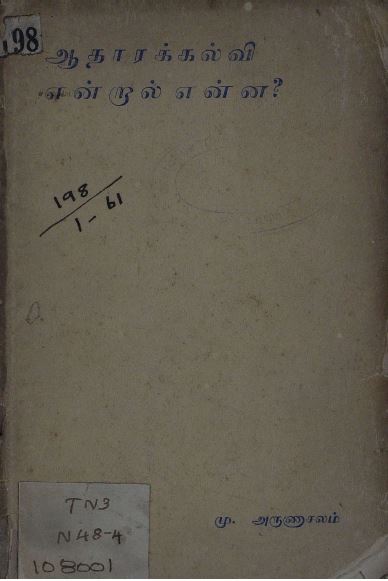 198
ஆதாரக்கல்வி
என்றால் என்ன?
198
1-61
மு. அருணாசலம்
TN3
N48-4
108001